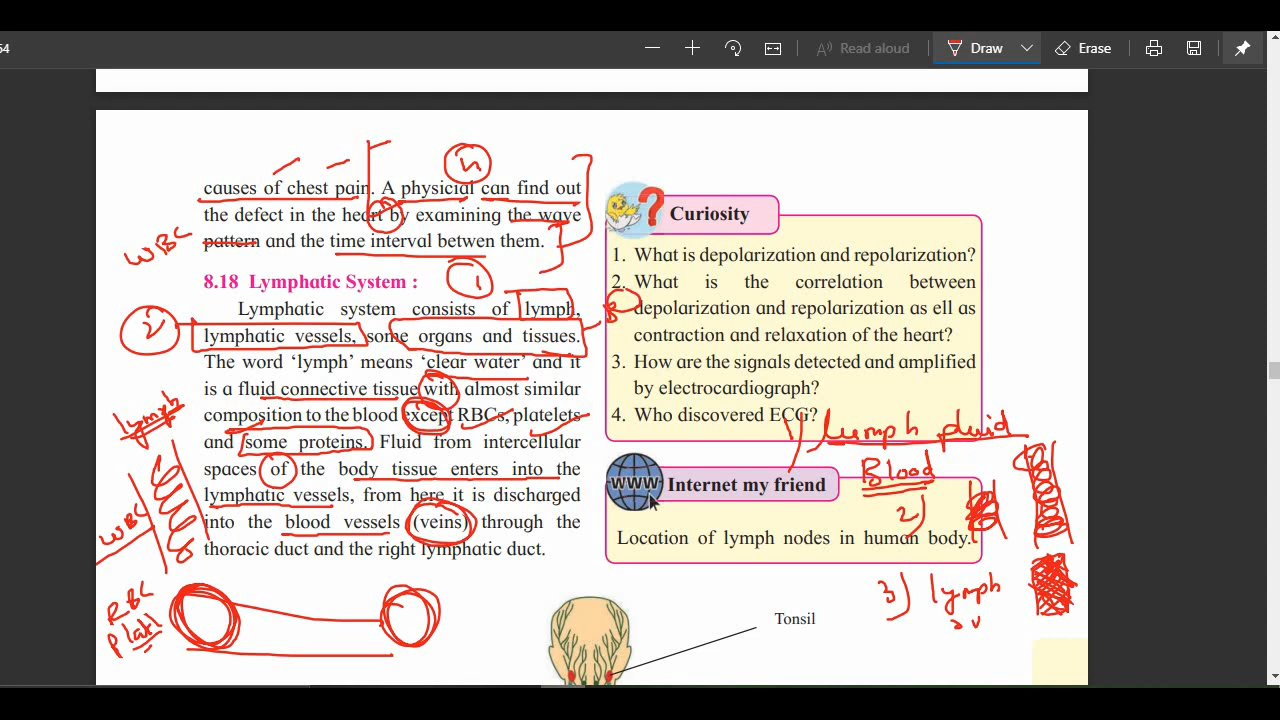 54
Read aloud
Draw
Erase
causes of chest pain. A physicial can find out
the defect in the heart by examining the wave
pattern and the time interval betwen them.
WBC
8.18 Lymphatic System :
1
Lymphatic system consists of lymph,
2
lymphatic vessels, some organs and tissues.
The word ‘lymph’ means ‘clear water’ and it
is a fluid connective tissue with almost similar
composition to the blood except RBCs, platelets
and some proteins. Fluid from intercellular
spaces of the body tissue enters into the
lymphatic vessels, from here it is discharged
into the blood vessels (veins) through the
thoracic duct and the right lymphatic duct.
lymph
WBC
RBC
plat
Curiosity
1. What is depolarization and repolarization?
2. What is the correlation between
depolarization and repolarization as ell as
contraction and relaxation of the heart?
3. How are the signals detected and amplified
by electrocardiograph?
4. Who discovered ECG?
1) lumph fluid
Blood
www
Internet my friend
2)
Location of lymph nodes in human body.
3) lymph
Tonsil